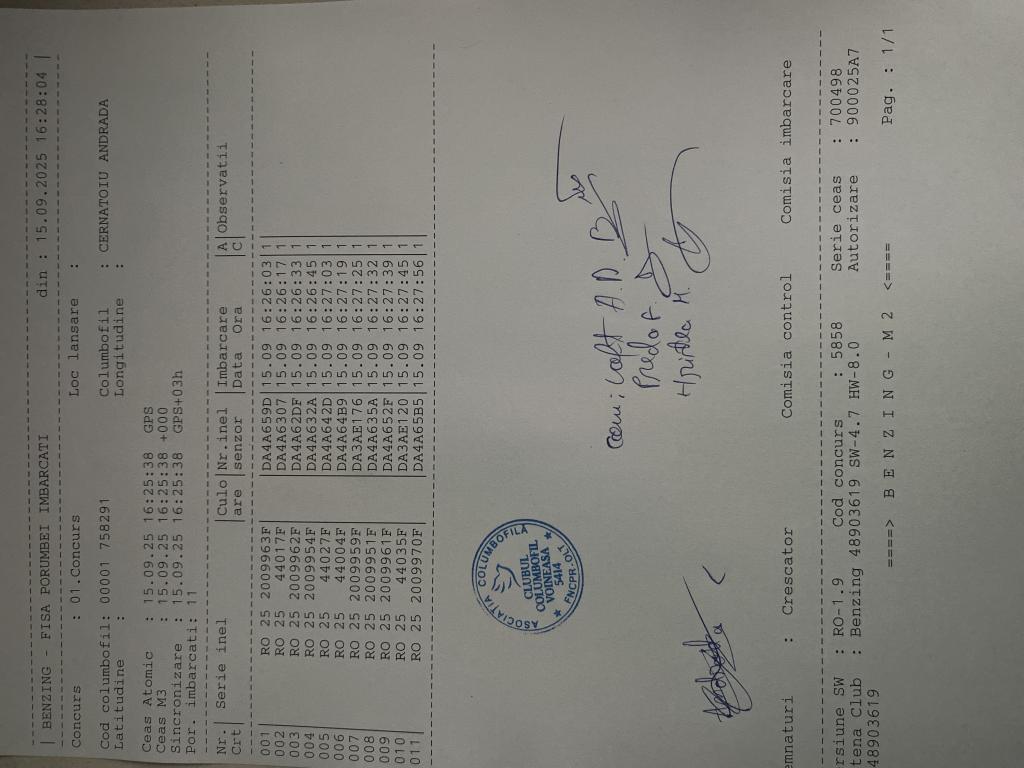 | BENZING - FISA PORUMBEI IMBARCATI din : 15.09.2025 16:28:04 |
Concurs : 01.Concurs Loc lansare :
Cod columbofil: 00001 758291 Columbofil : CERNATOIU ANDRADA
Latitudine : Longitudine :
Ceas Atomic : 15.09.25 16:25:38 GPS
Ceas M3 : 15.09.25 16:25:38 +000
Sincronizare : 15.09.25 16:25:38 GPS+03h
Por. imbarcati: 11
Nr.| Serie inel |Culo|Nr.inel |Imbarcare |A|Observatii
Crt| |are |senzor |Data Ora |C|
001| RO 25 2009963F | |DA4A659D|15.09 16:26:03|1
002| RO 25 44017F | |DA4A6307|15.09 16:26:17|1
003| RO 25 2009962F | |DA4A62DF|15.09 16:26:33|1
004| RO 25 2009954F | |DA4A632A|15.09 16:26:45|1
005| RO 25 44027F | |DA4A642D|15.09 16:27:03|1
006| RO 25 44004F | |DA4A64B9|15.09 16:27:19|1
007| RO 25 2009959F | |DA3AE176|15.09 16:27:25|1
008| RO 25 2009951F | |DA4A635A|15.09 16:27:32|1
009| RO 25 2009961F | |DA4A652F|15.09 16:27:39|1
010| RO 25 44035F | |DA3AE120|15.09 16:27:45|1
011| RO 25 2009970F | |DA4A65B5|15.09 16:27:56|1
ASOCIATIA COLUMBOFILA
CLUBUL
COLUMBOFIL
VOINEASA
5414
FNCPR.OLT
A.P.
Preda F.
M.
emnaturi : Crescator Comisia control Comisia imbarcare
rsiune SW : RO-1.9 Cod concurs : 5858 Serie ceas : 700498
tena Club : Benzing 48903619 SW-4.7 HW-8.0 Autorizare : 900025A7
48903619
====> B E N Z I N G - M 2 <==== Pag. : 1/1